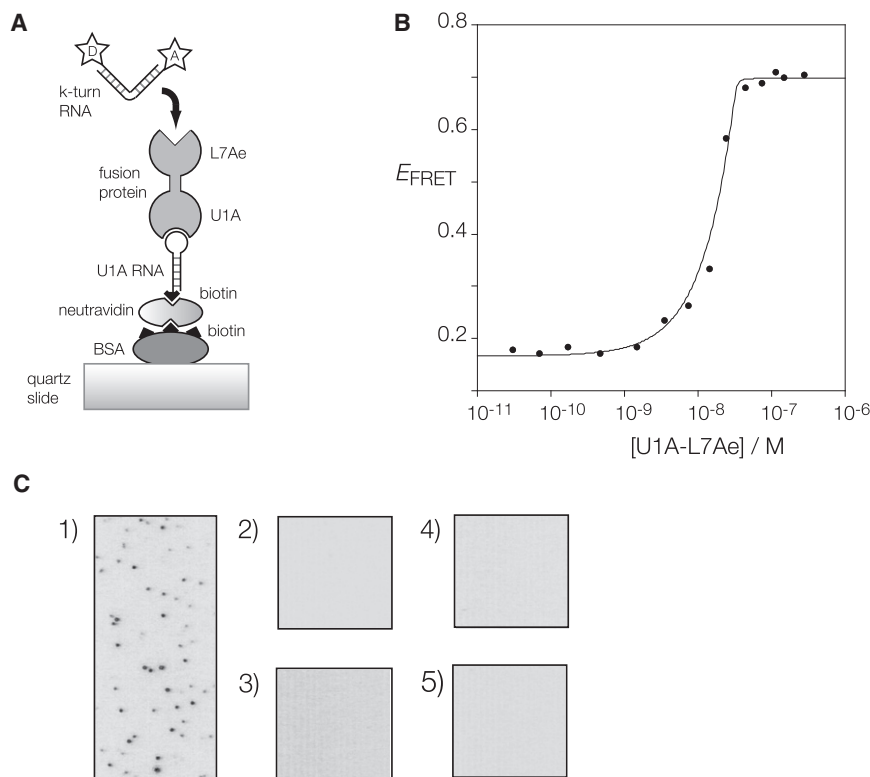 A
D
A
k-turn
RNA
L7Ae
fusion
protein
U1A
U1A RNA
biotin
neutravidin
biotin
BSA
quartz
slide
B
0.8
0.6
EFRET
0.4
0.2
10-11 10-10 10-9 10-8 10-7 10-6
[U1A-L7Ae] / M
C
1) 2) 4)
3) 5)